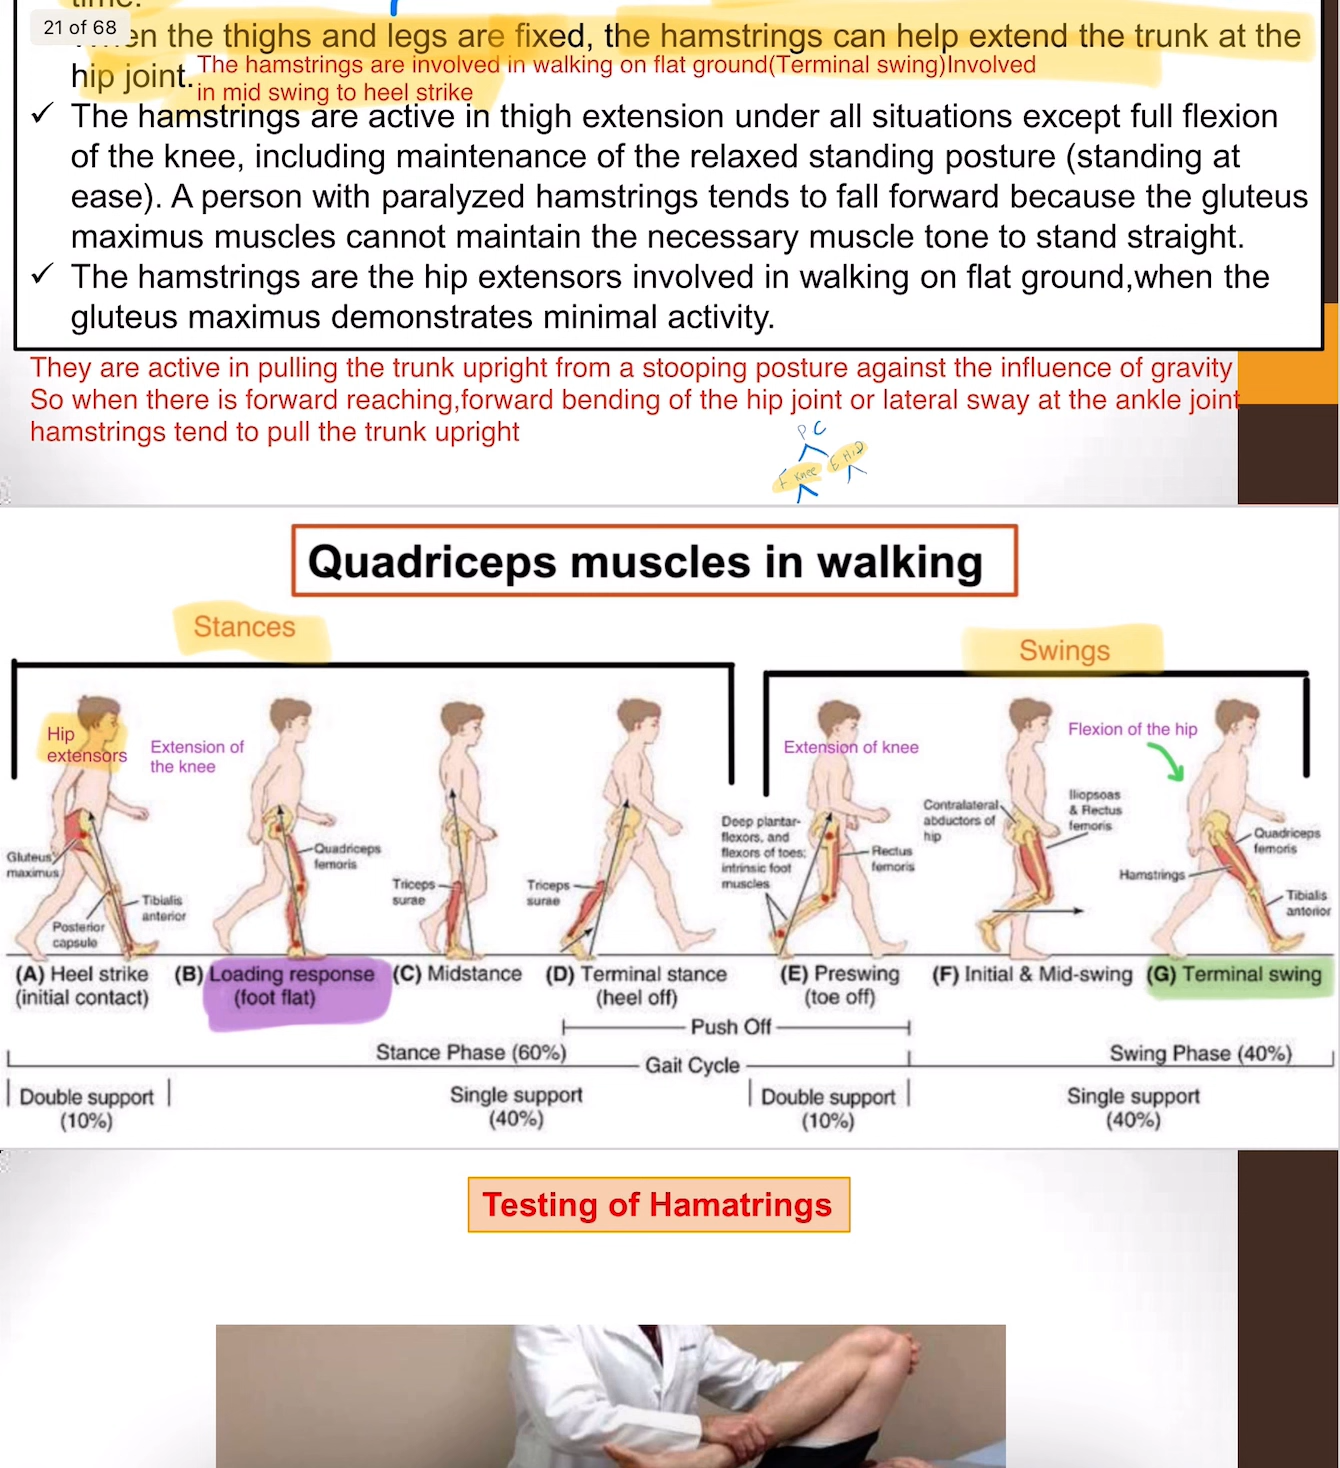 time.
21 of 68
en the thighs and legs are fixed, the hamstrings can help extend the trunk at the
hip joint.
The hamstrings are involved in walking on flat ground(Terminal swing)Involved
in mid swing to heel strike
✓ The hamstrings are active in thigh extension under all situations except full flexion
of the knee, including maintenance of the relaxed standing posture (standing at
ease). A person with paralyzed hamstrings tends to fall forward because the gluteus
maximus muscles cannot maintain the necessary muscle tone to stand straight.
✓ The hamstrings are the hip extensors involved in walking on flat ground,when the
gluteus maximus demonstrates minimal activity.
They are active in pulling the trunk upright from a stooping posture against the influence of gravity
So when there is forward reaching,forward bending of the hip joint or lateral sway at the ankle joint
hamstrings tend to pull the trunk upright
P C
F Knee E Hip
Quadriceps muscles in walking
Stances
Swings
Hip
extensors
Extension of
the knee
Extension of knee
Flexion of the hip
Gluteus
maximus
Posterior
capsule
Tibialis
anterior
Quadriceps
femoris
Triceps
surae
Triceps
surae
Deep plantar-
flexors, and
flexors of toes;
intrinsic foot
muscles
Rectus
femoris
Contralateral
abductors of
hip
Iliopsoas
& Rectus
femoris
Hamstrings
Quadriceps
femoris
Tibialis
anterior
(A) Heel strike
(initial contact)
(B) Loading response
(foot flat)
(C) Midstance
(D) Terminal stance
(heel off)
(E) Preswing
(toe off)
(F) Initial & Mid-swing
(G) Terminal swing
Push Off
Stance Phase (60%)
Gait Cycle
Swing Phase (40%)
Double support
(10%)
Single support
(40%)
Double support
(10%)
Single support
(40%)
Testing of Hamatrings